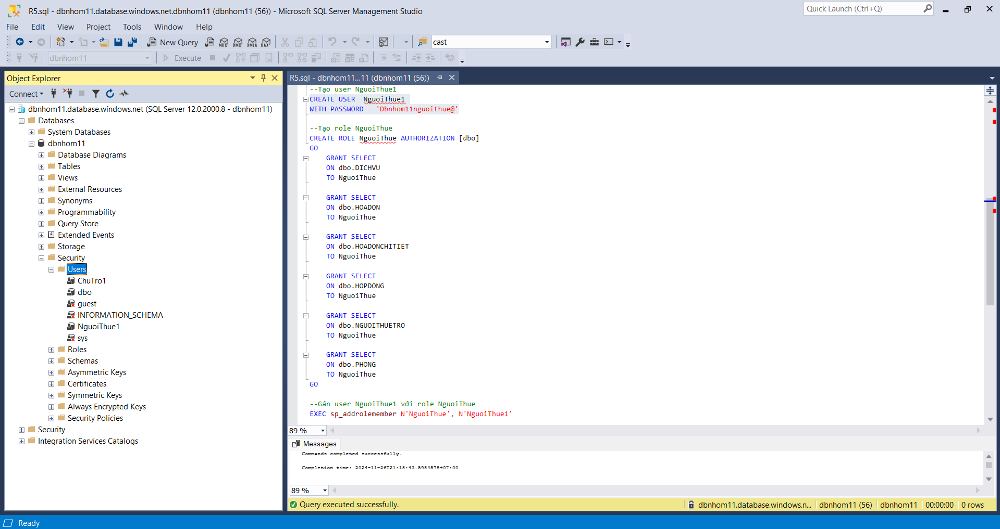 R5.sql - dbnhom11.database.windows.net.dbnhom11 (dbnhom11 (56)) - Microsoft SQL Server Management Studio
Quick Launch (Ctrl+Q)
File Edit View Project Tools Window Help
New Query MDX DMX XMLA DAX cast
dbnhom11 Execute
Object Explorer
Connect
dbnhom11.database.windows.net (SQL Server 12.0.2000.8 - dbnhom11)
Databases
System Databases
dbnhom11
Database Diagrams
Tables
Views
External Resources
Synonyms
Programmability
Query Store
Extended Events
Storage
Security
Users
ChuTro1
dbo
guest
INFORMATION_SCHEMA
NguoiThue1
sys
Roles
Schemas
Asymmetric Keys
Certificates
Symmetric Keys
Always Encrypted Keys
Security Policies
Security
Integration Services Catalogs
R5.sql - dbnhom11...11 (dbnhom11 (56))
--Tạo user NguoiThue1
CREATE USER NguoiThue1
WITH PASSWORD = 'Dbnhom11nguoithue@'
--Tạo role NguoiThue
CREATE ROLE NguoiThue AUTHORIZATION [dbo]
GO
GRANT SELECT
ON dbo.DICHVU
TO NguoiThue
GRANT SELECT
ON dbo.HOADON
TO NguoiThue
GRANT SELECT
ON dbo.HOADONCHITIET
TO NguoiThue
GRANT SELECT
ON dbo.HOPDONG
TO NguoiThue
GRANT SELECT
ON dbo.NGUOITHUETRO
TO NguoiThue
GRANT SELECT
ON dbo.PHONG
TO NguoiThue
GO
--Gán user NguoiThue1 với role NguoiThue
EXEC sp_addrolemember N'NguoiThue', N'NguoiThue1'
89 %
Messages
Commands completed successfully.
Completion time: 2024-11-26T21:18:43.5984578+07:00
89 %
Query executed successfully.
dbnhom11.database.windows.n... dbnhom11 (56) dbnhom11 00:00:00 0 rows
Ready